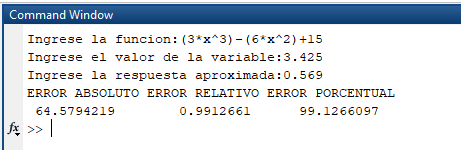 Command Window
Ingrese la funcion:(3*x^3)-(6*x^2)+15
Ingrese el valor de la variable:3.425
Ingrese la respuesta aproximada:0.569
ERROR ABSOLUTO ERROR RELATIVO ERROR PORCENTUAL
64.5794219 0.9912661 99.1266097
fx >>